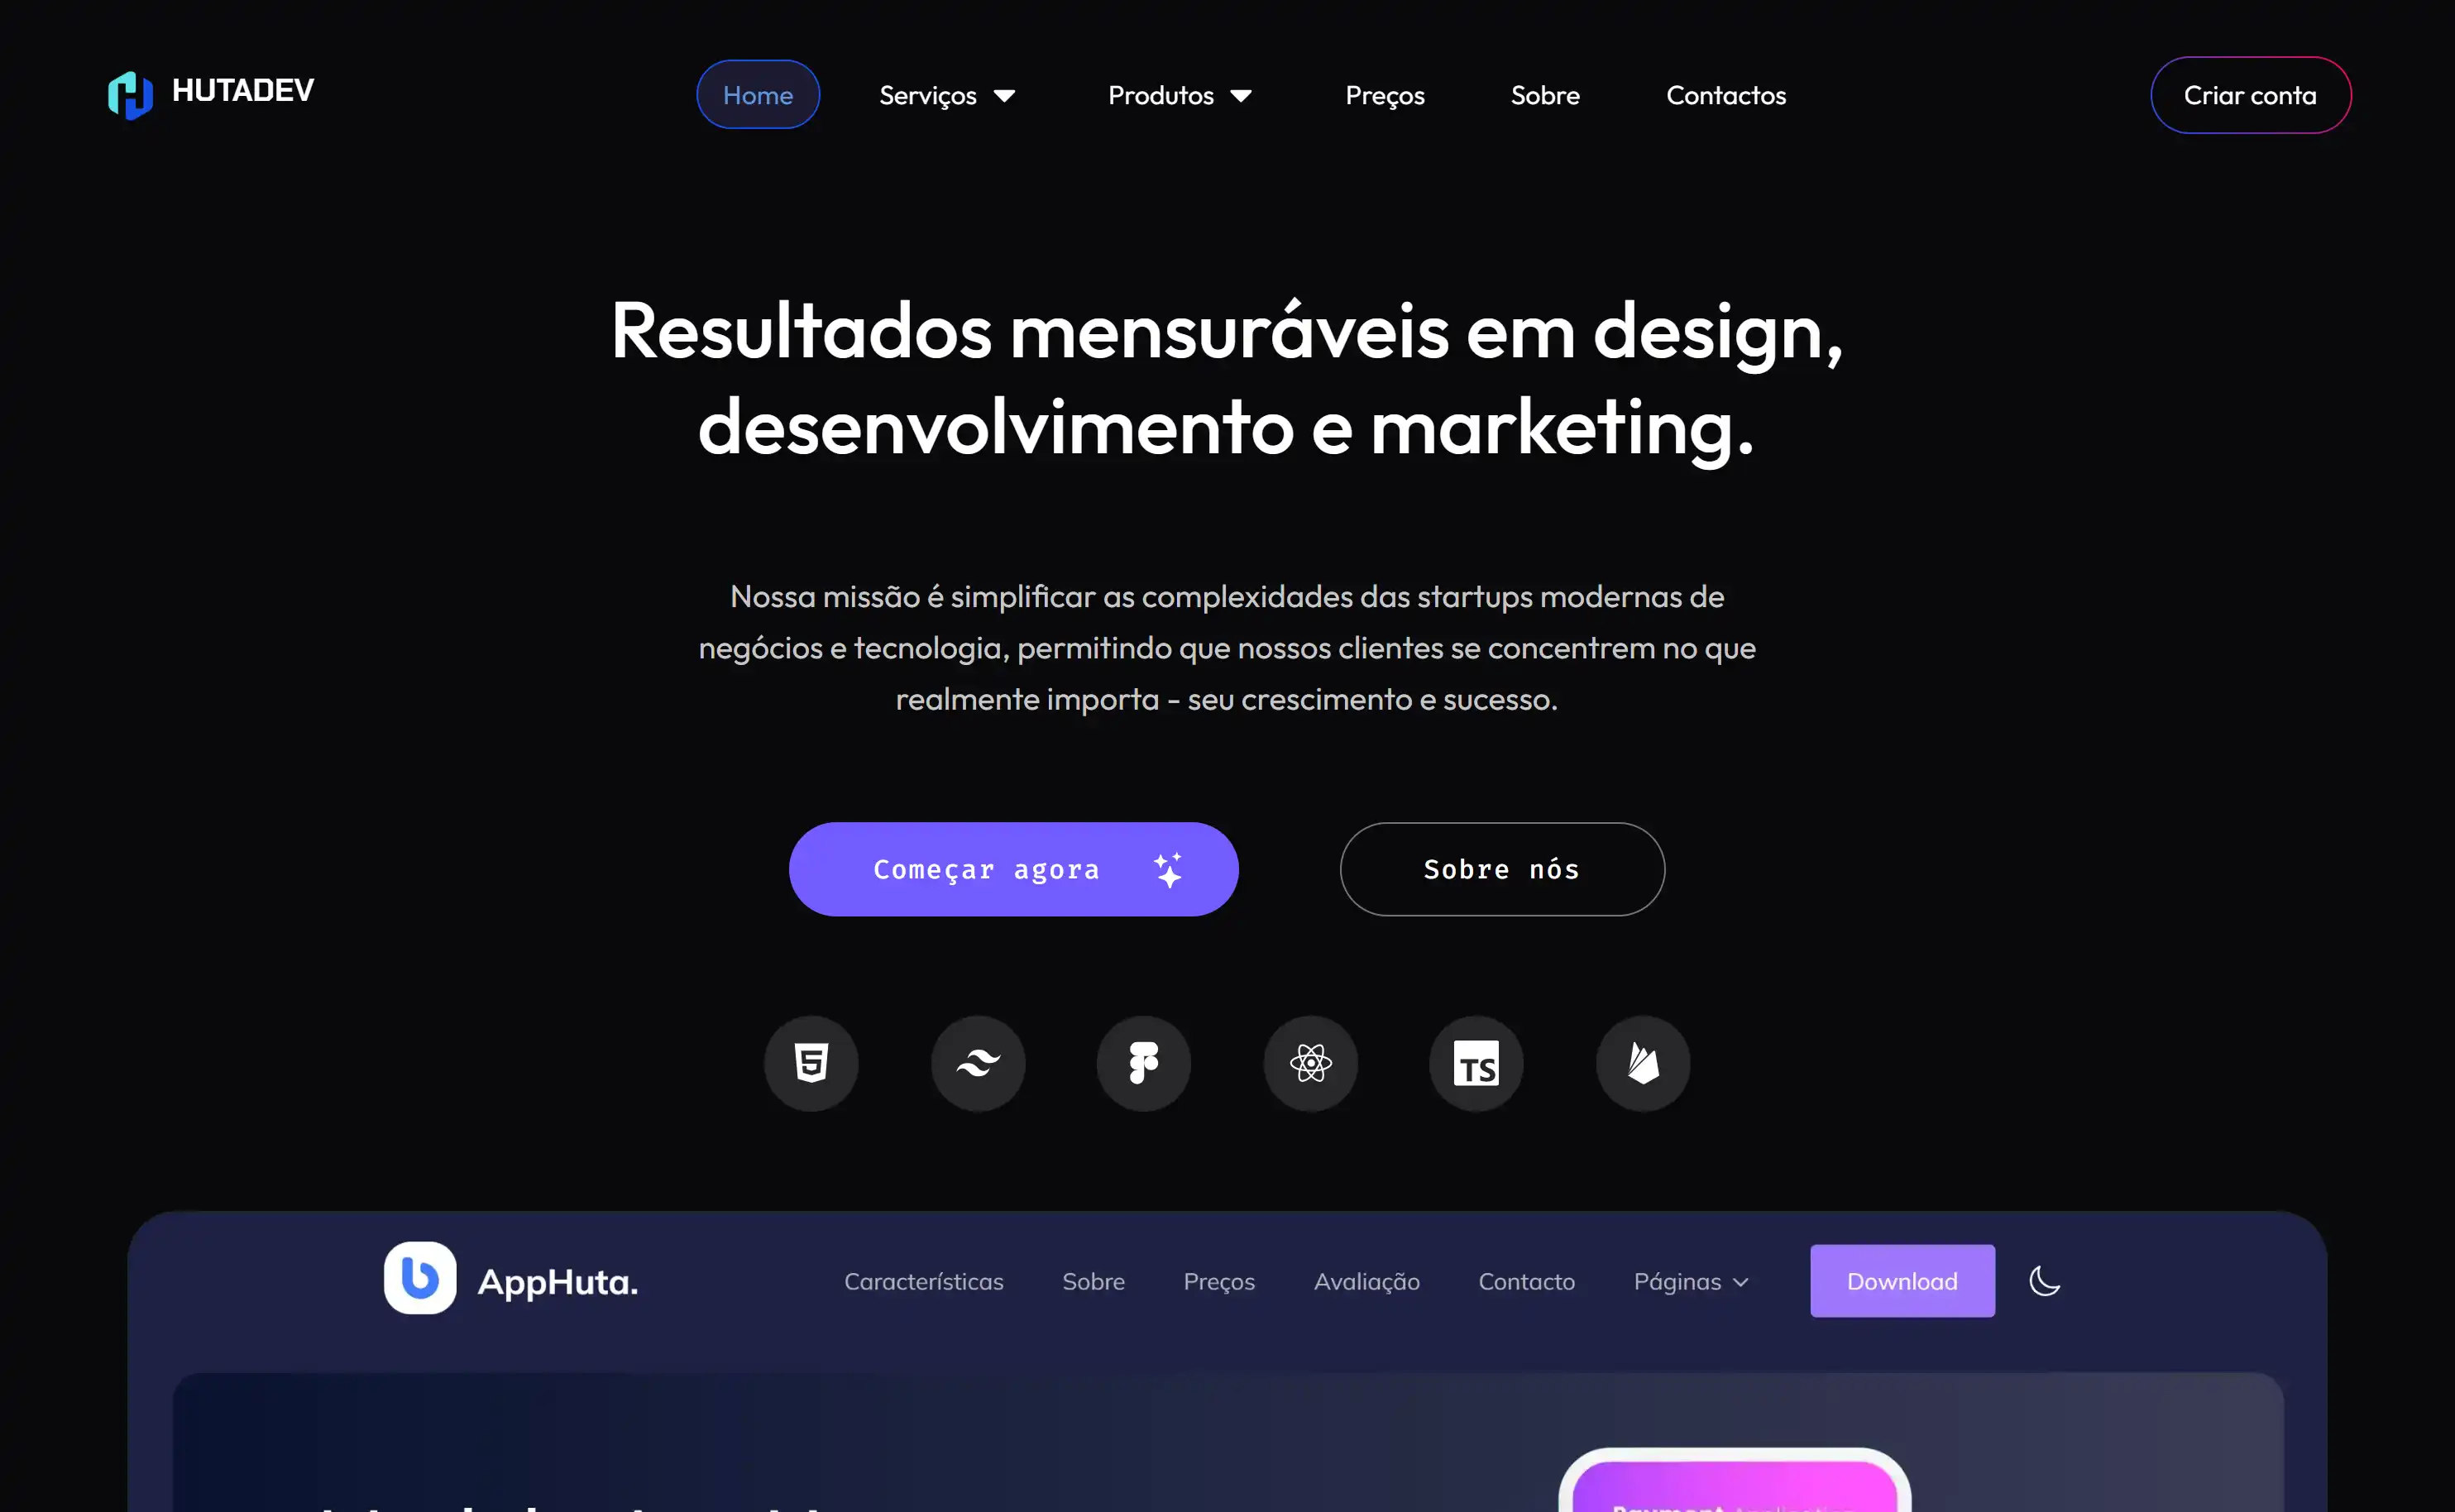 HUTADEV
Home
Serviços
Produtos
Preços
Sobre
Contactos
Criar conta
Resultados mensuráveis em design,
desenvolvimento e marketing.
Nossa missão é simplificar as complexidades das startups modernas de
negócios e tecnologia, permitindo que nossos clientes se concentrem no que
realmente importa - seu crescimento e sucesso.
Começar agora
Sobre nós
TS
AppHuta.
Características
Sobre
Preços
Avaliação
Contacto
Páginas
Download